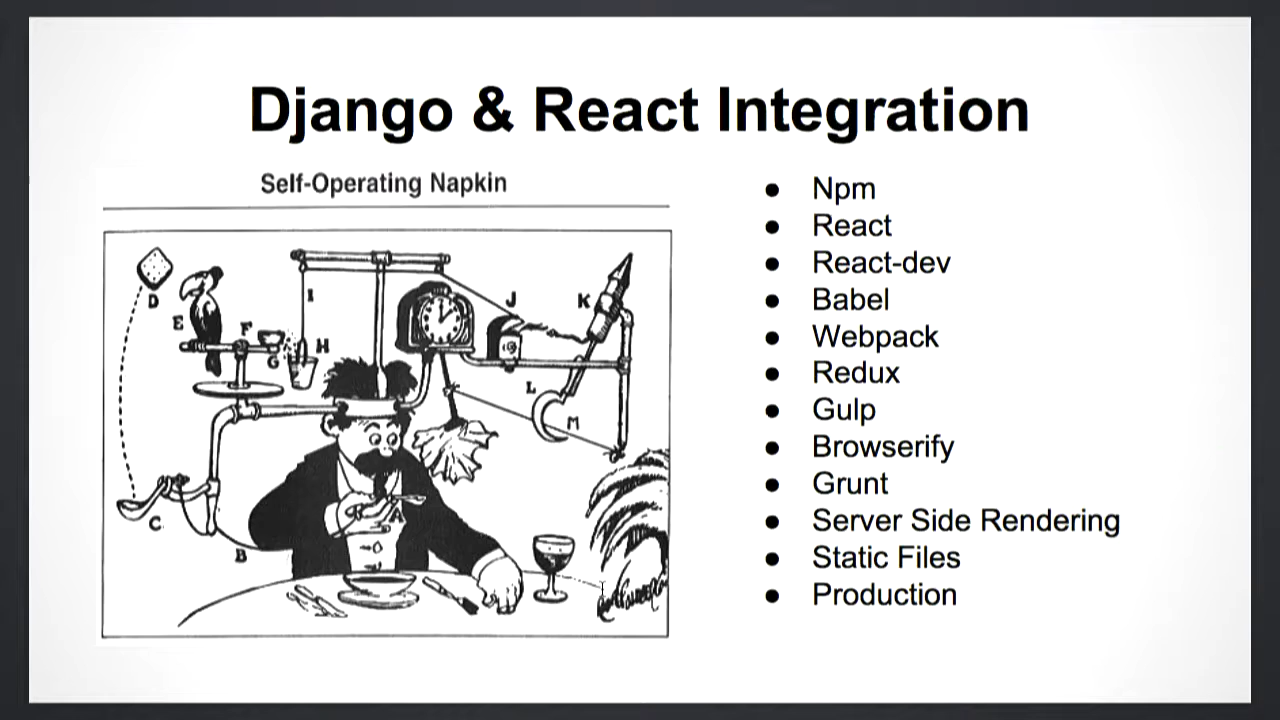 Django & React Integration
Self-Operating Napkin
D
E
F
G
H
I
J
K
L
M
A
B
C
● Npm
● React
● React-dev
● Babel
● Webpack
● Redux
● Gulp
● Browserify
● Grunt
● Server Side Rendering
● Static Files
● Production